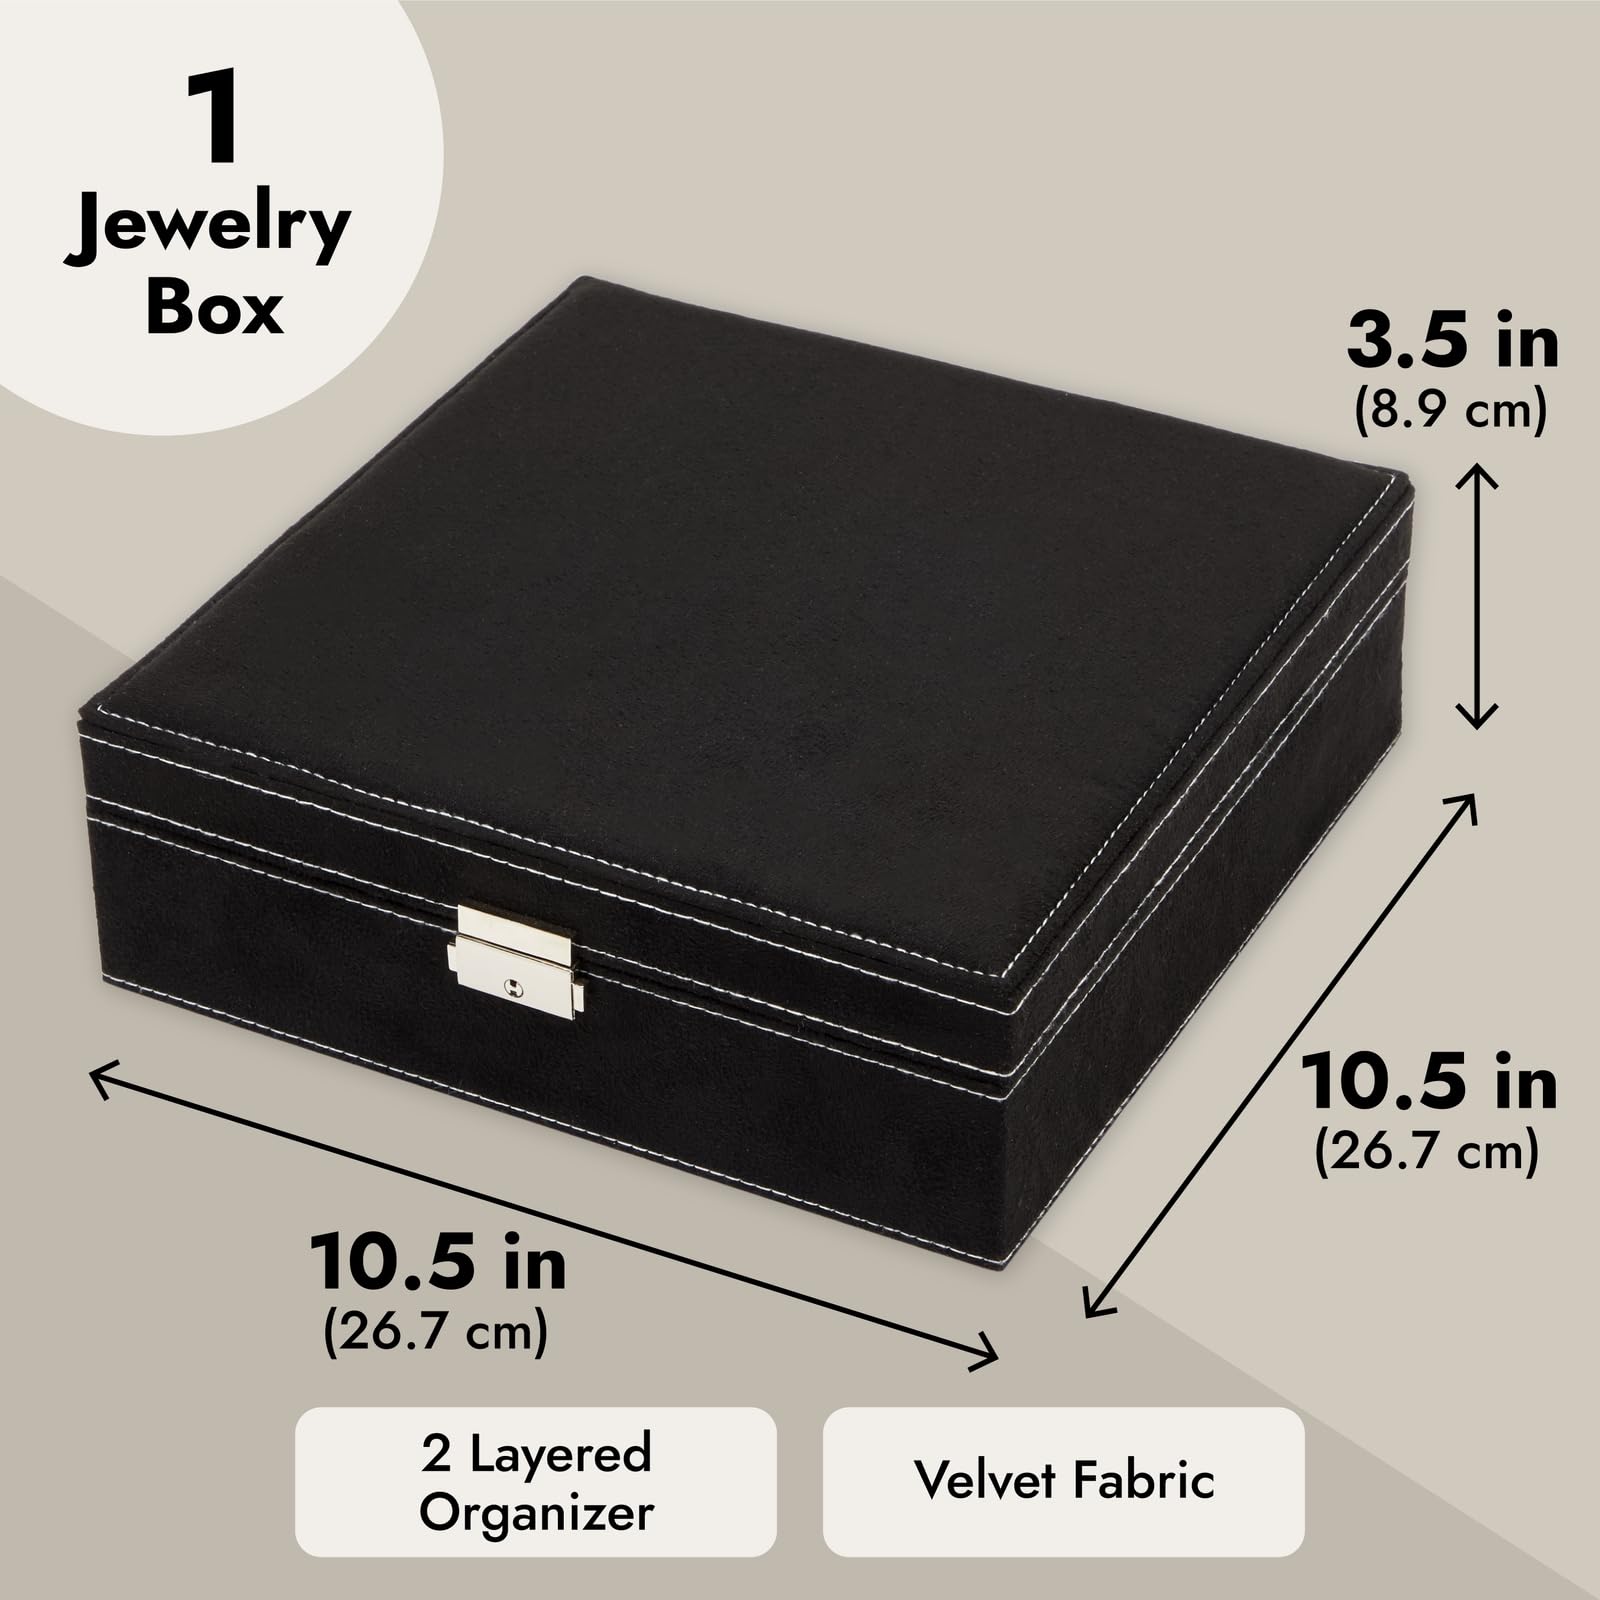 1
Jewelry
Box
3.5 in
(8.9 cm)
10.5 in
(26.7 cm)
10.5 in
(26.7 cm)
2 Layered
Organizer
Velvet Fabric